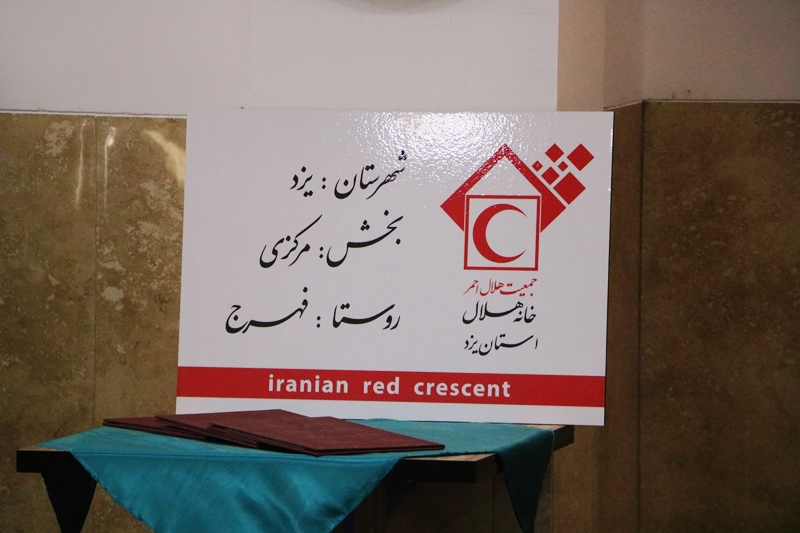 شهرستان : یزد
بخش : مرکزی
روستا : فهرج
جمعیت هلال احمر
خانه هلال
استان یزد
iranian red crescent